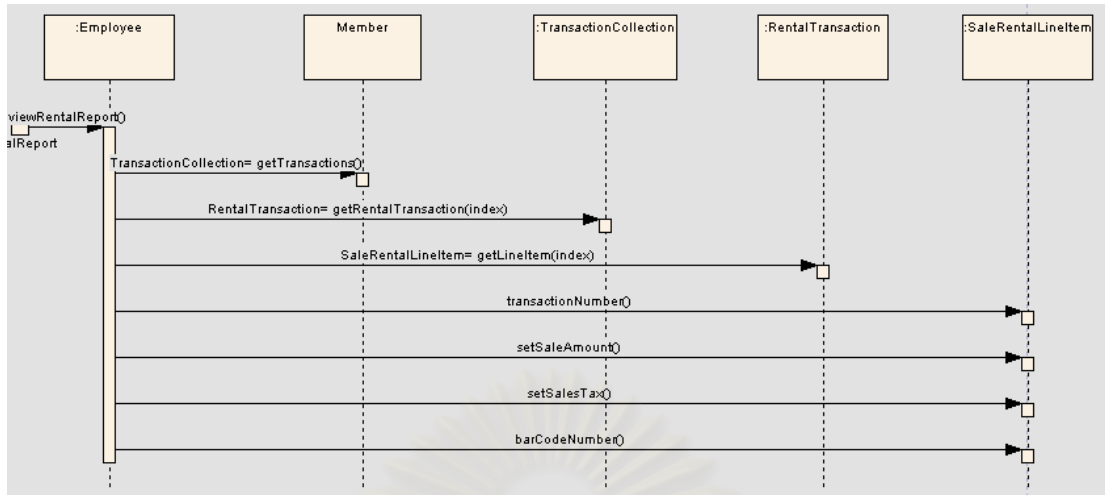 :Employee
Member
:TransactionCollection
:RentalTransaction
:SaleRentalLineItem
viewRentalReport()
alReport
TransactionCollection= getTransactions()
RentalTransaction= getRentalTransaction(index)
SaleRentalLineItem= getLineItem(index)
transactionNumber()
setSaleAmount()
setSalesTax()
barCodeNumber()